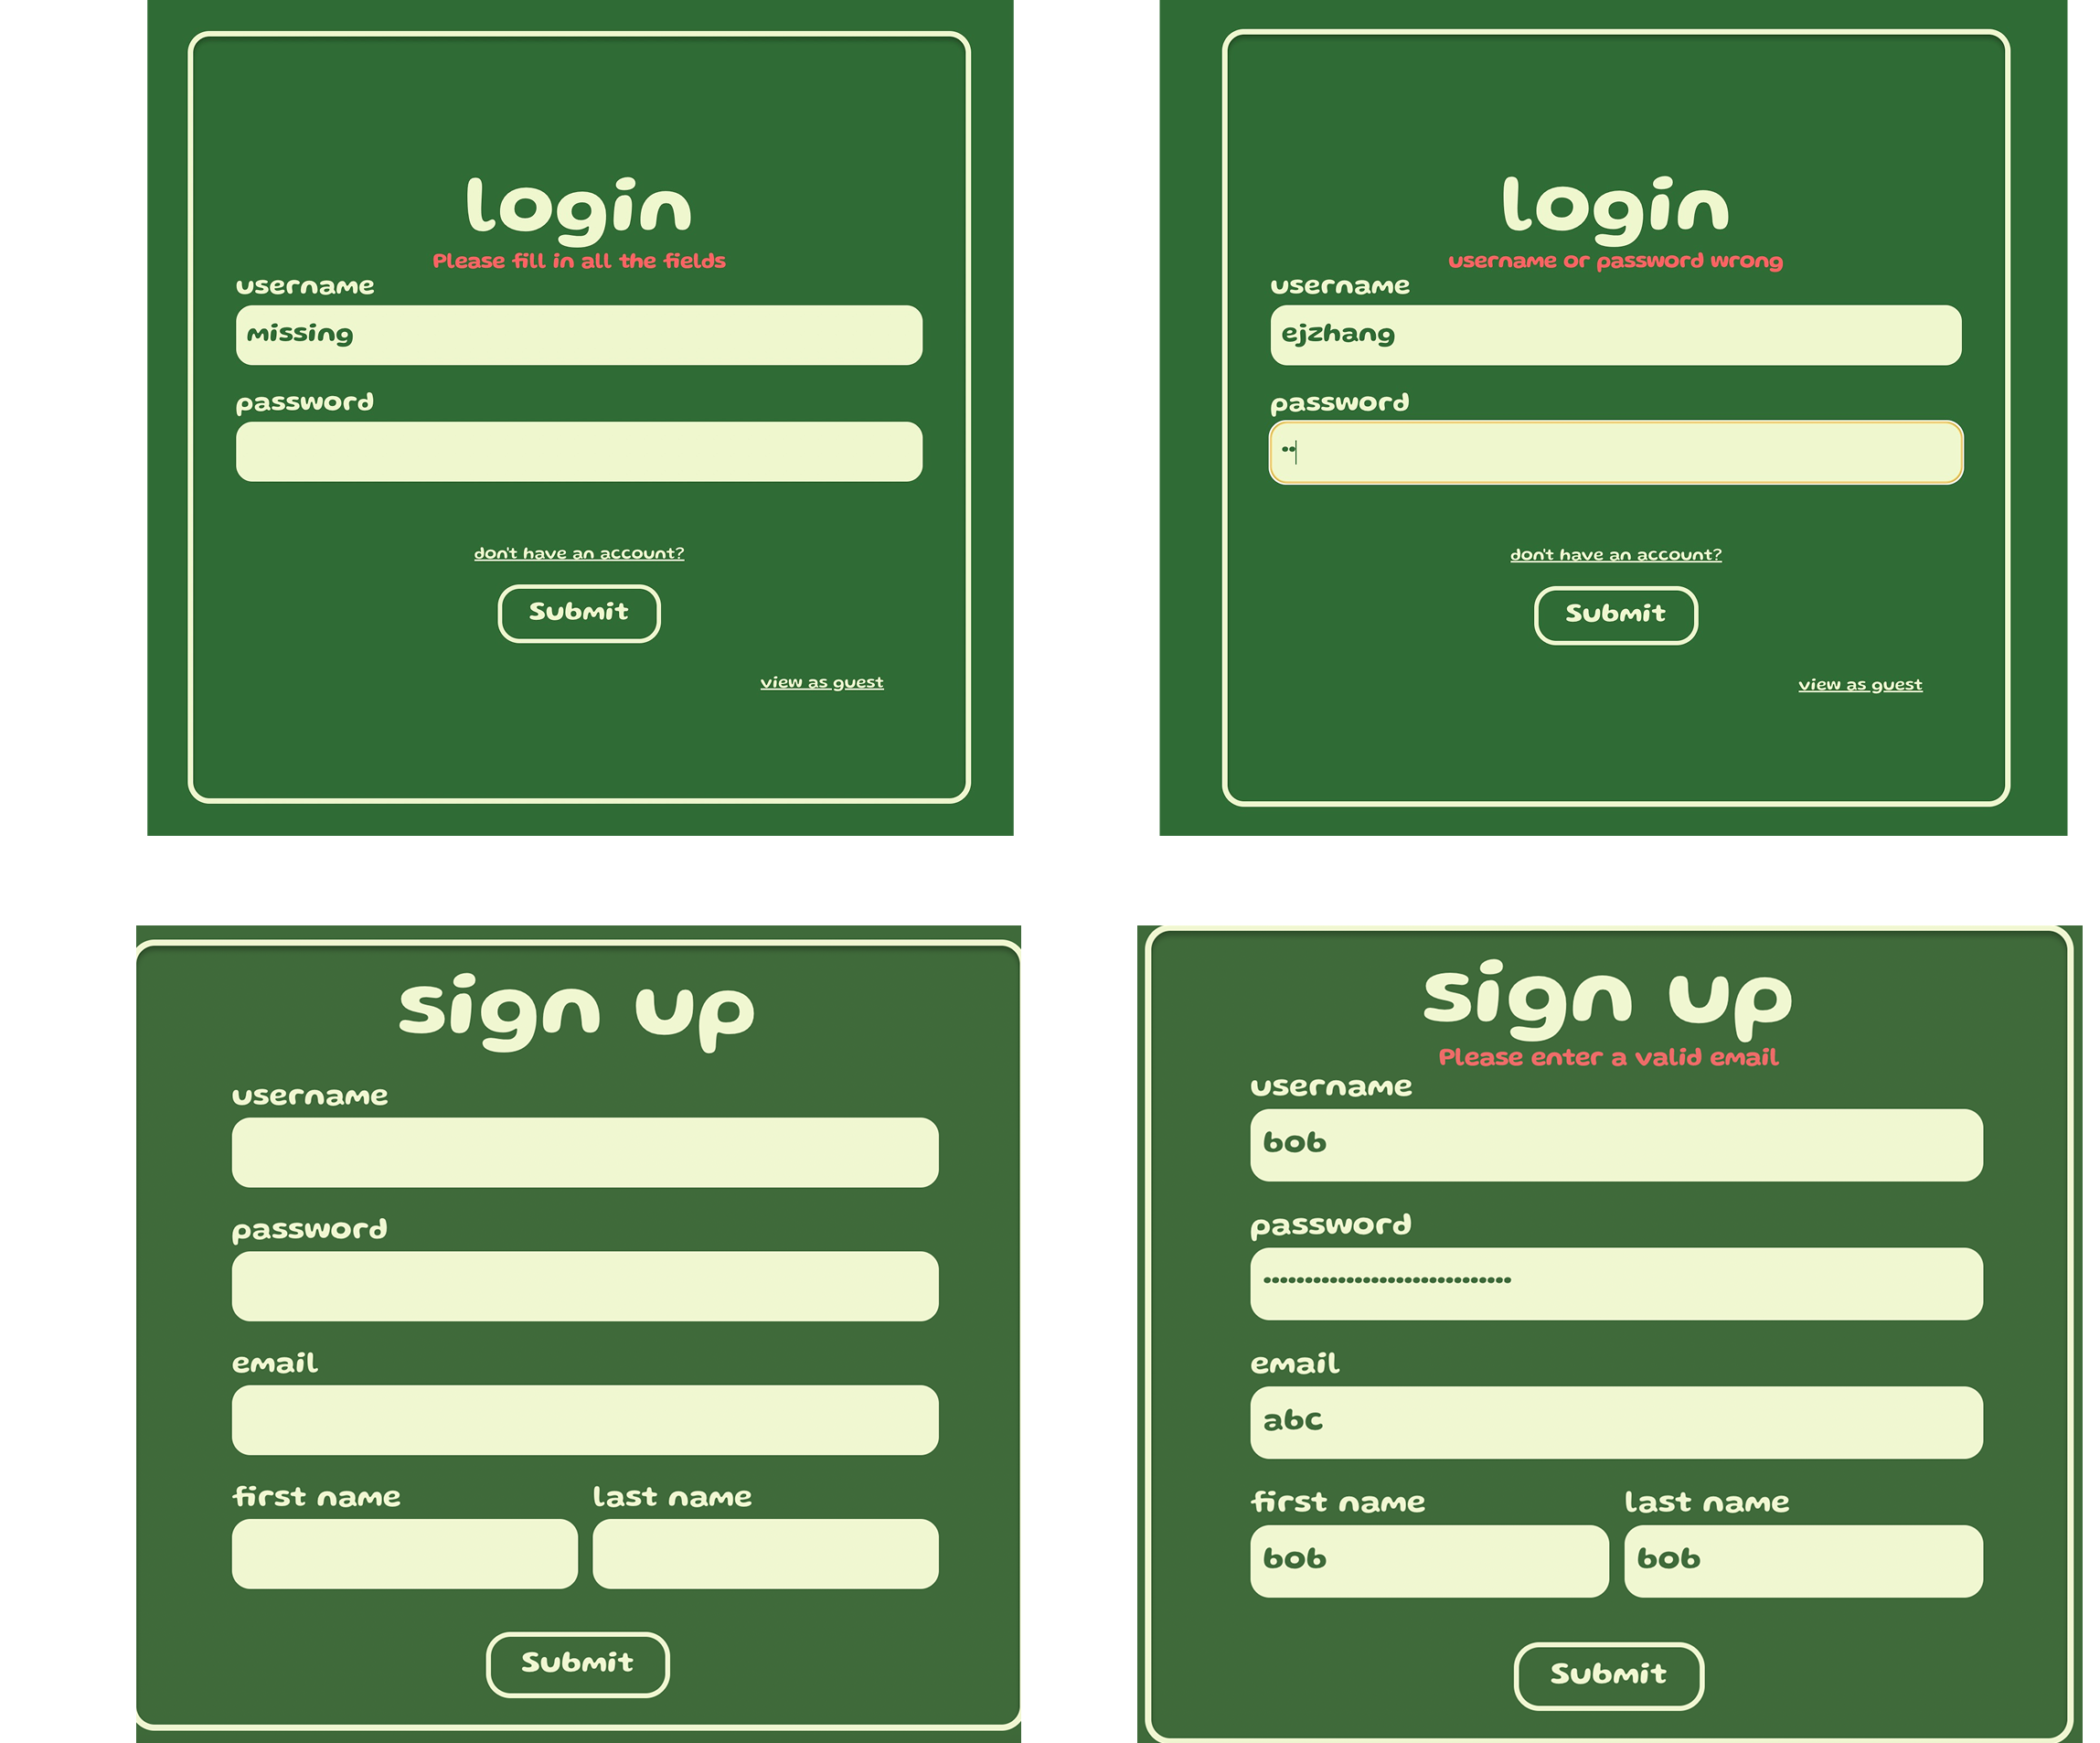 login
Please fill in all the fields
username
missing
password
don't have an account?
Submit
view as guest
login
username or password wrong
username
ejzhang
password
••
don't have an account?
Submit
view as guest
sign up
username
password
email
first name last name
Submit
sign up
Please enter a valid email
username
bob
password
••••••••••••••••••••••••••••••
email
abc
first name last name
bob bob
Submit